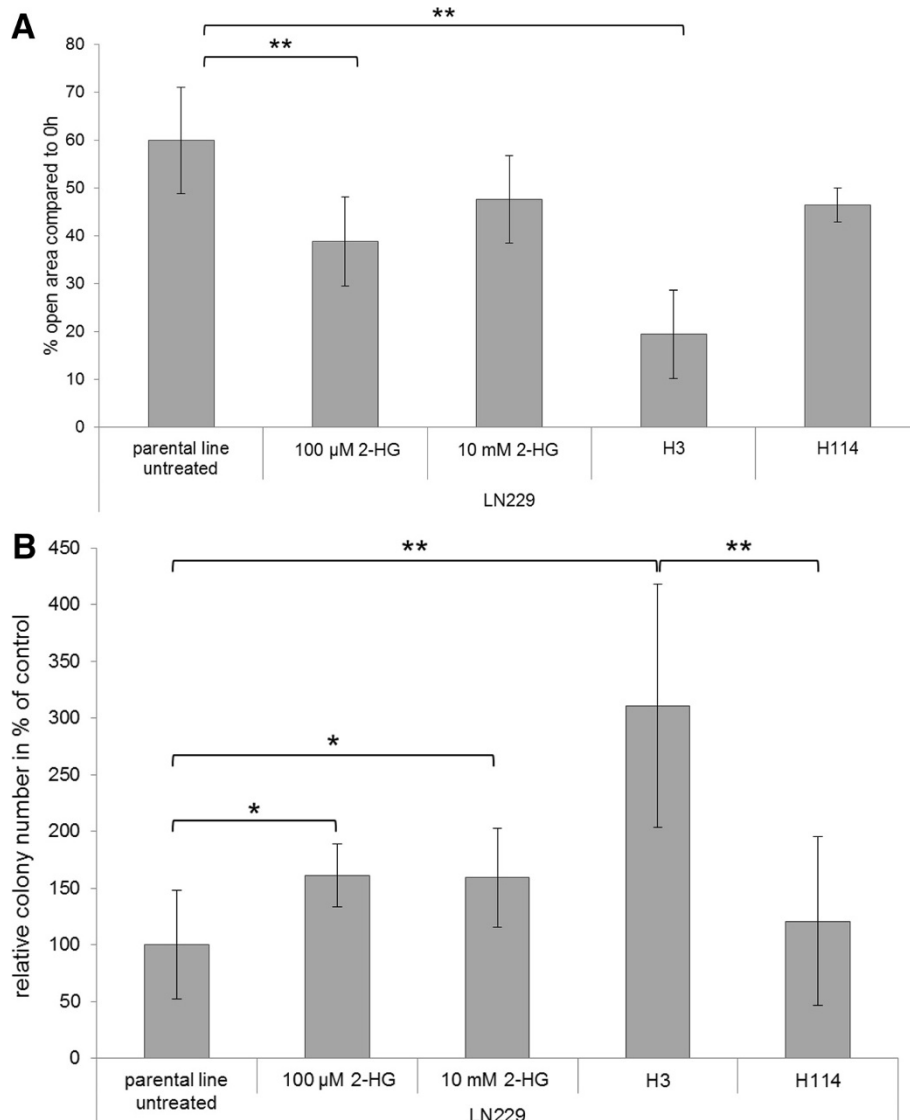 A
**
**
80
70
60
50
40
30
20
10
0
% open area compared to 0h
parental line
untreated
100 µM 2-HG
10 mM 2-HG
H3
H114
LN229
B
**
**
*
*
450
400
350
300
250
200
150
100
50
0
relative colony number in % of control
parental line
untreated
100 µM 2-HG
10 mM 2-HG
H3
H114
LN229